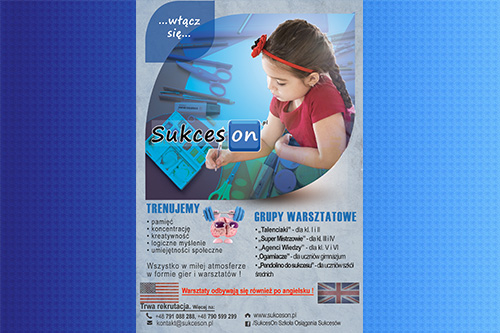 ...włącz
się...
Sukces on
TRENUJEMY
• pamięć
• koncentrację
• kreatywność
• logiczne myślenie
• umiejętności społeczne
Wszystko w miłej atmosferze
w formie gier i warsztatów !
GRUPY WARSZTATOWE
• „Talenciaki" - dla kl. I i II
• „Super Mistrzowie" - dla kl. III i IV
• „Agenci Wiedzy" - dla kl. V i VI
• „Ogarniacze" - dla uczniów gimnazjum
• „Pendolino do sukcesu" - dla uczniów szkół
średnich
Warsztaty odbywają się również po angielsku !
Trwa rekrutacja. Więcej na:
+48 791 088 288, +48 790 599 299
kontakt@sukceson.pl
www.sukceson.pl
/SukcesOn Szkoła Osiągania Sukcesów